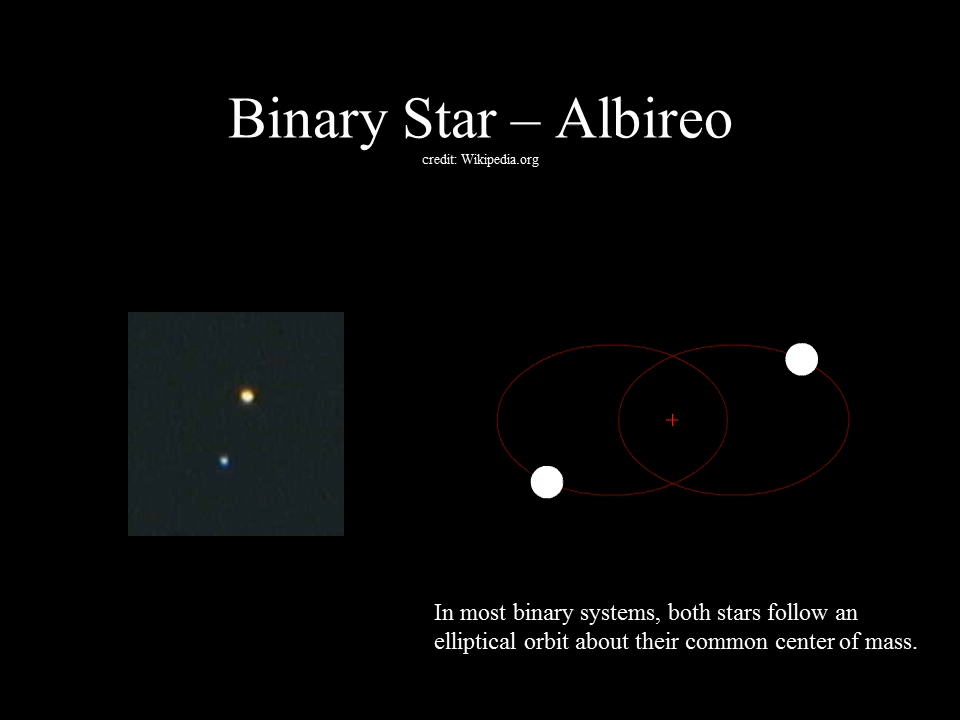 Binary Star – Albireo
credit: Wikipedia.org
In most binary systems, both stars follow an
elliptical orbit about their common center of mass.